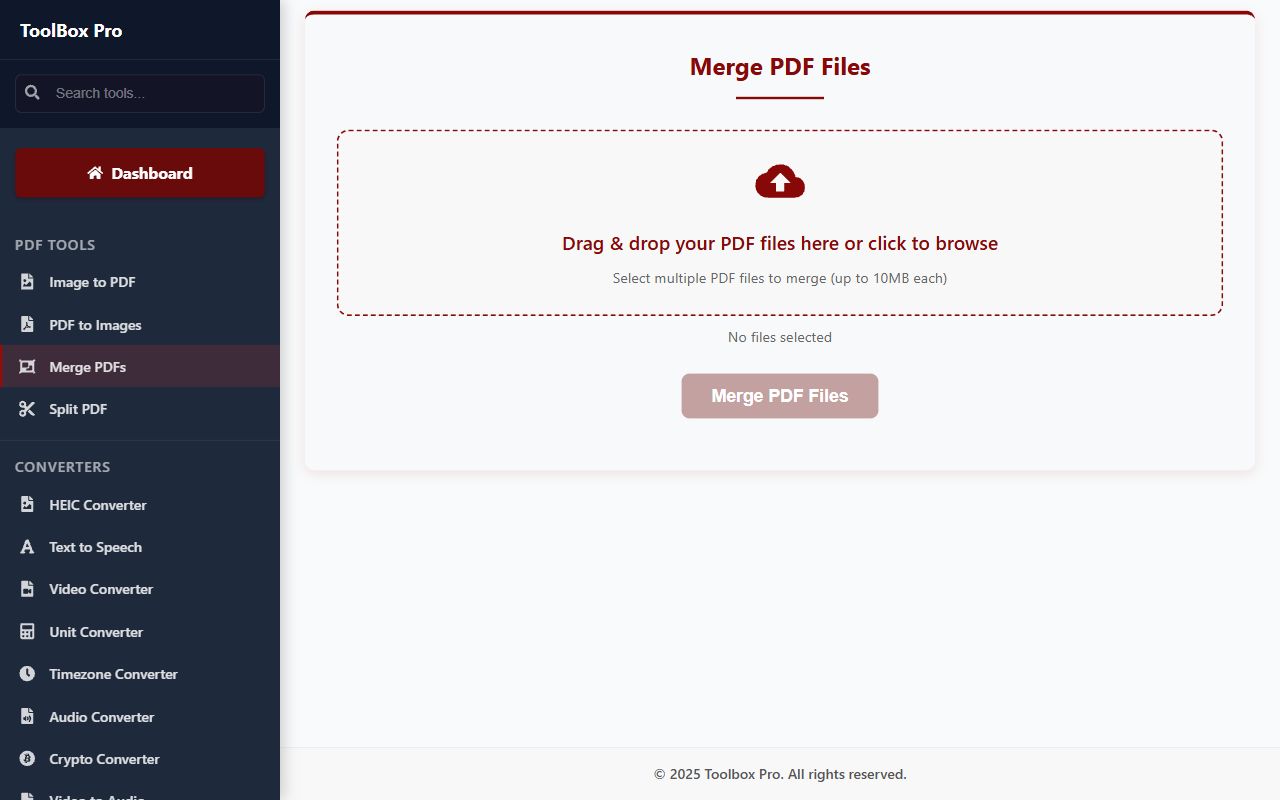 ToolBox Pro
Search tools...
Dashboard
PDF TOOLS
Image to PDF
PDF to Images
Merge PDFs
Split PDF
CONVERTERS
HEIC Converter
Text to Speech
Video Converter
Unit Converter
Timezone Converter
Audio Converter
Crypto Converter
Video to Audio
Merge PDF Files
Drag & drop your PDF files here or click to browse
Select multiple PDF files to merge (up to 10MB each)
No files selected
Merge PDF Files
© 2025 Toolbox Pro. All rights reserved.